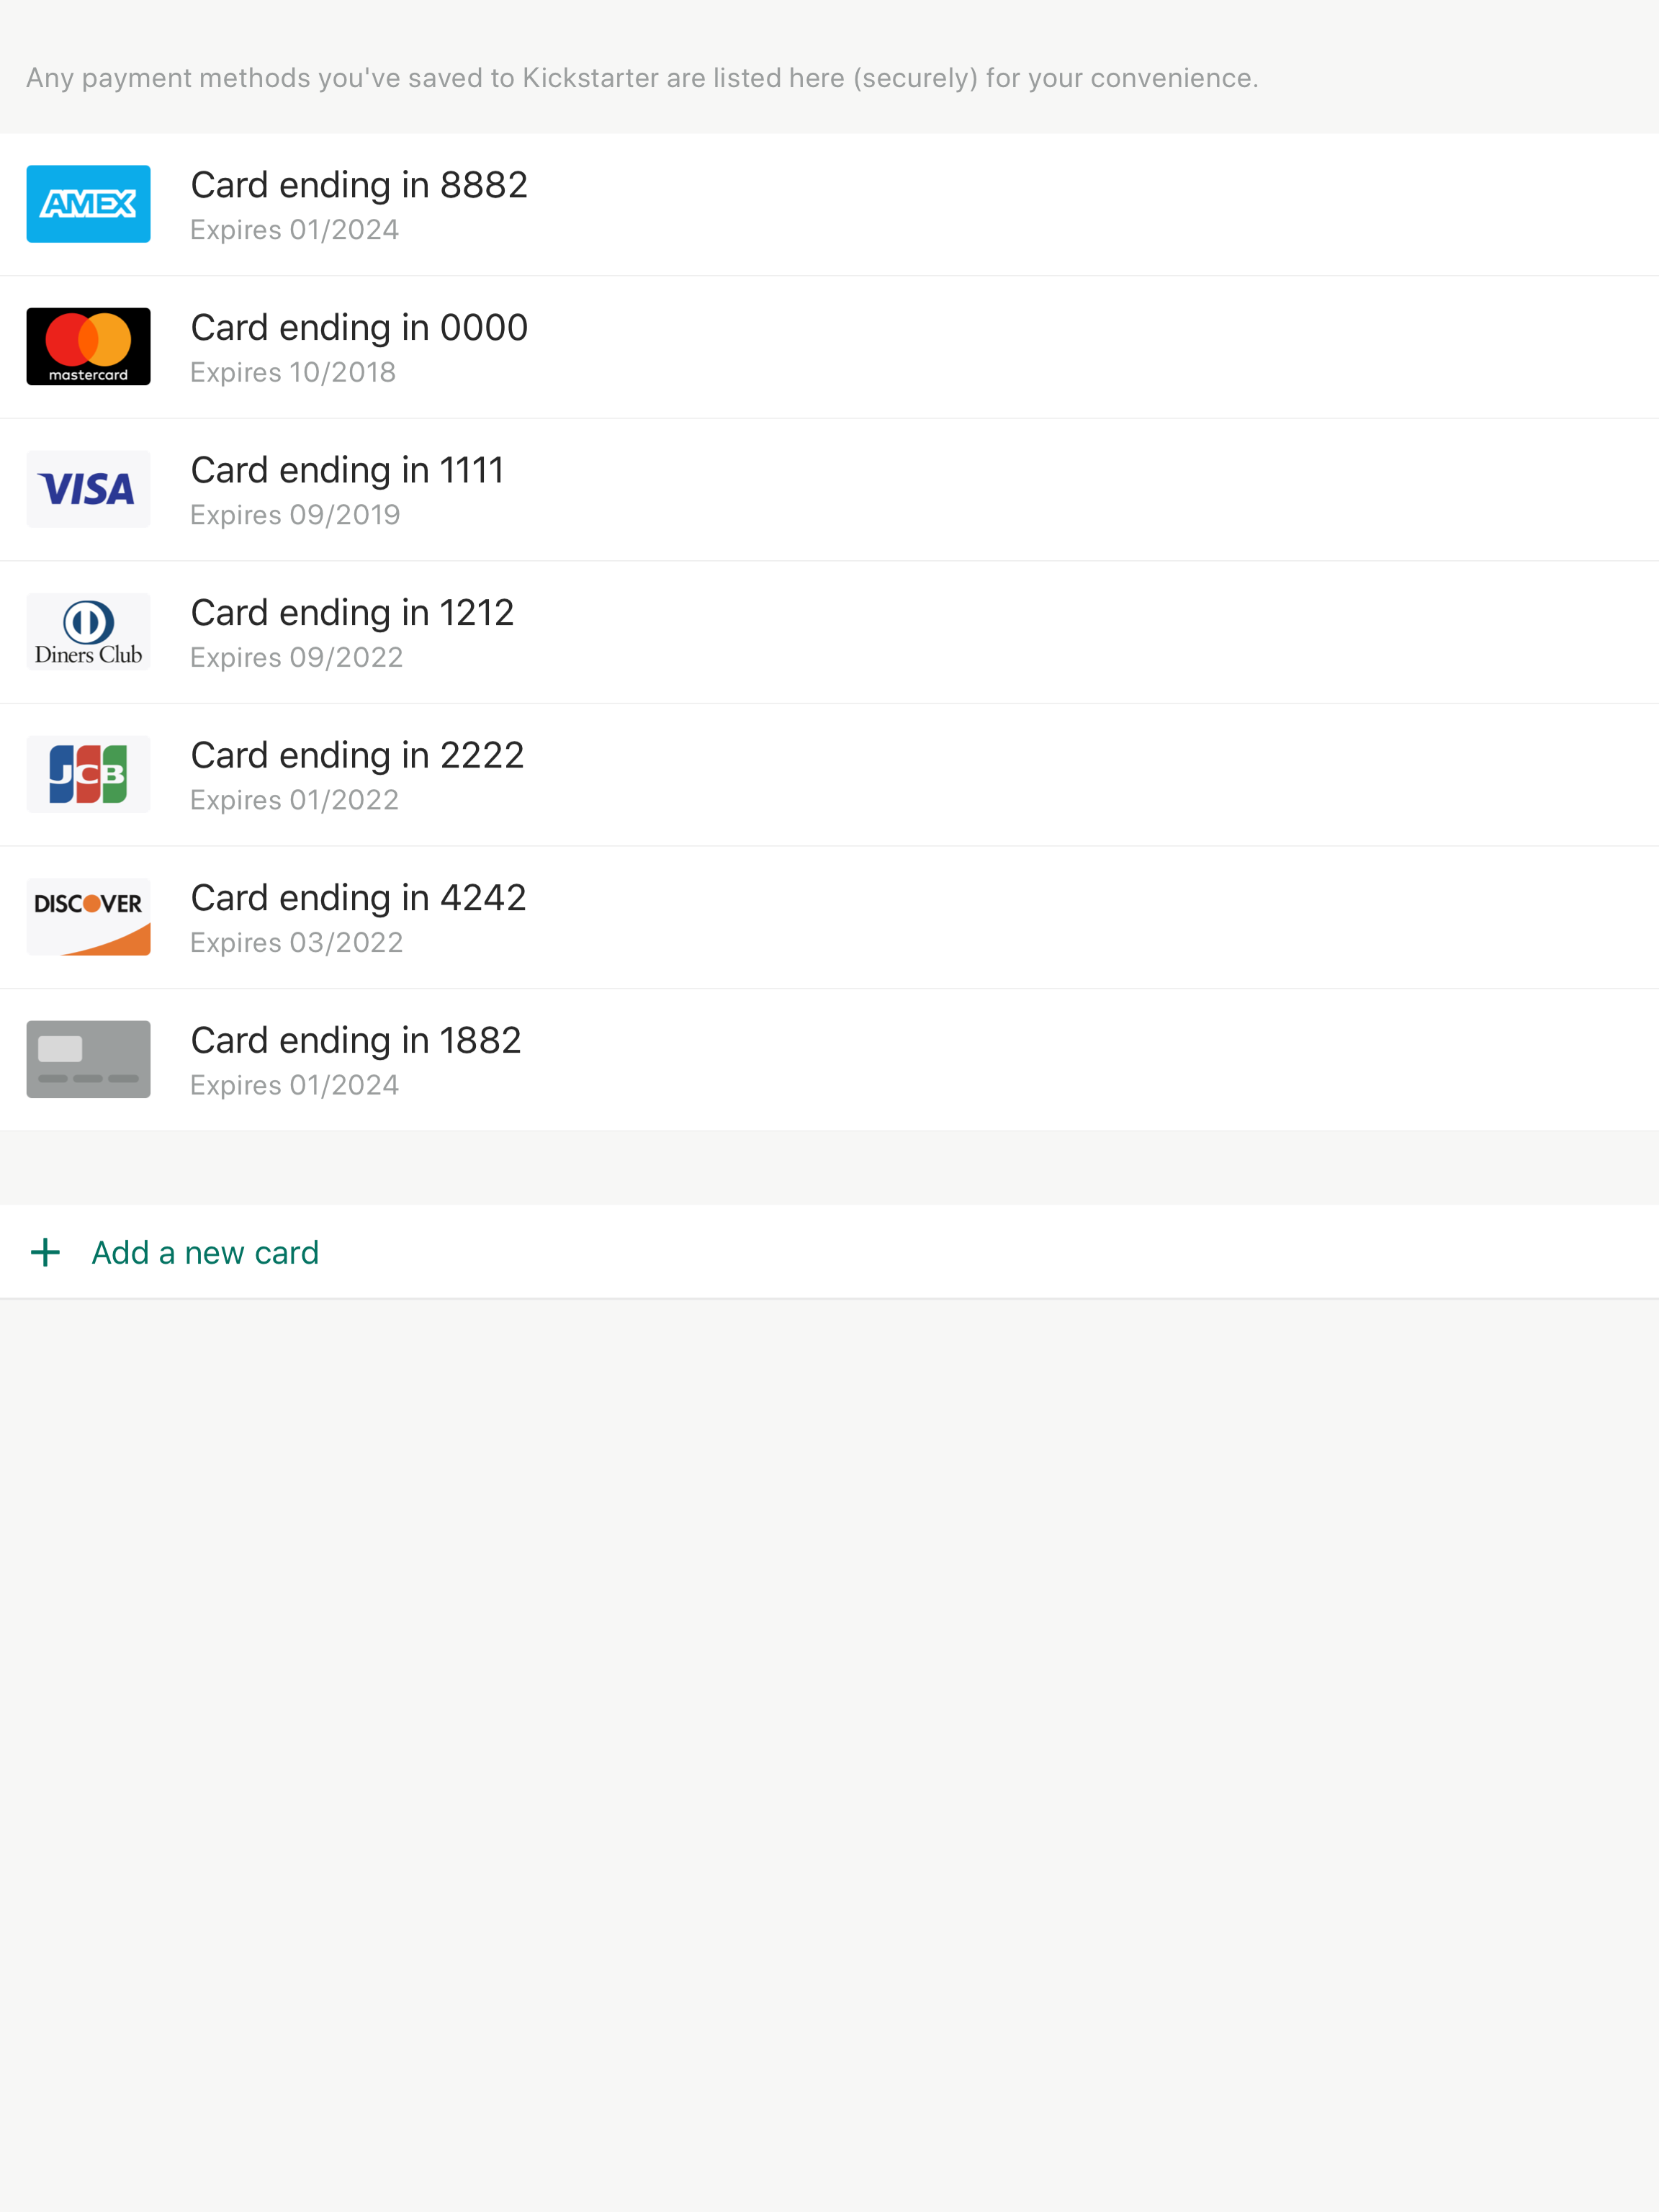 Any payment methods you've saved to Kickstarter are listed here (securely) for your convenience.
AMEX
Card ending in 8882
Expires 01/2024
mastercard
Card ending in 0000
Expires 10/2018
VISA
Card ending in 1111
Expires 09/2019
Diners Club
Card ending in 1212
Expires 09/2022
JCB
Card ending in 2222
Expires 01/2022
DISCOVER
Card ending in 4242
Expires 03/2022
Card ending in 1882
Expires 01/2024
+ Add a new card